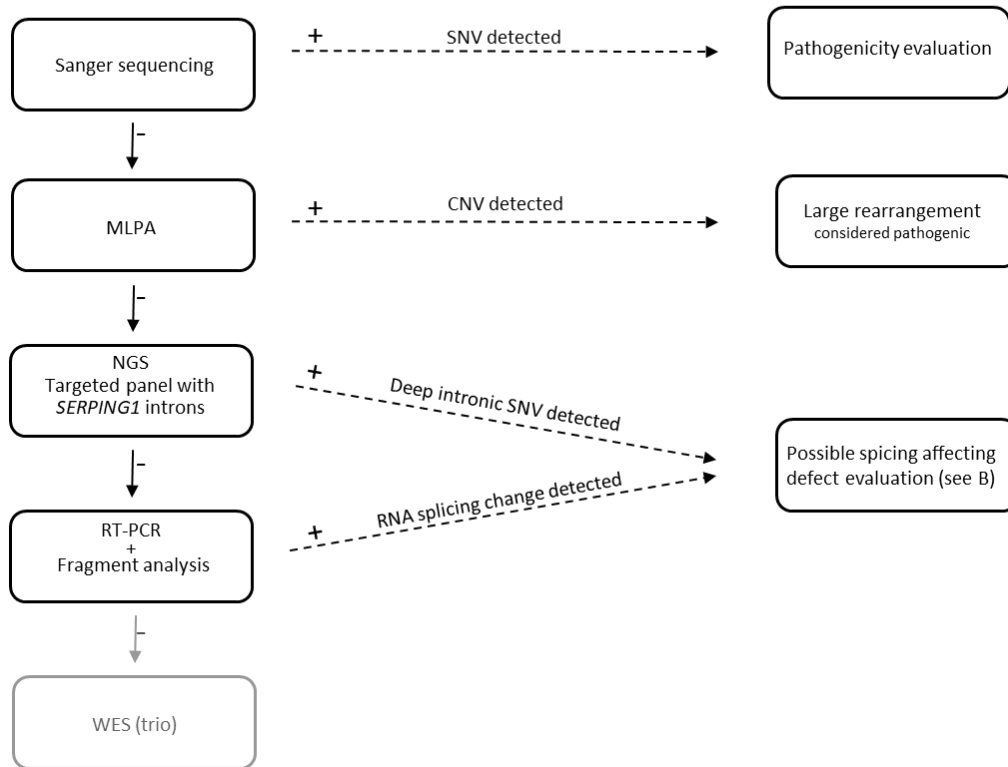 Sanger sequencing
+
SNV detected
Pathogenicity evaluation
-
MLPA
+
CNV detected
Large rearrangement
considered pathogenic
-
NGS
Targeted panel with
SERPING1 introns
+
Deep intronic SNV detected
Possible spicing affecting
defect evaluation (see B)
-
RT-PCR
+
Fragment analysis
+
RNA splicing change detected
-
WES (trio)